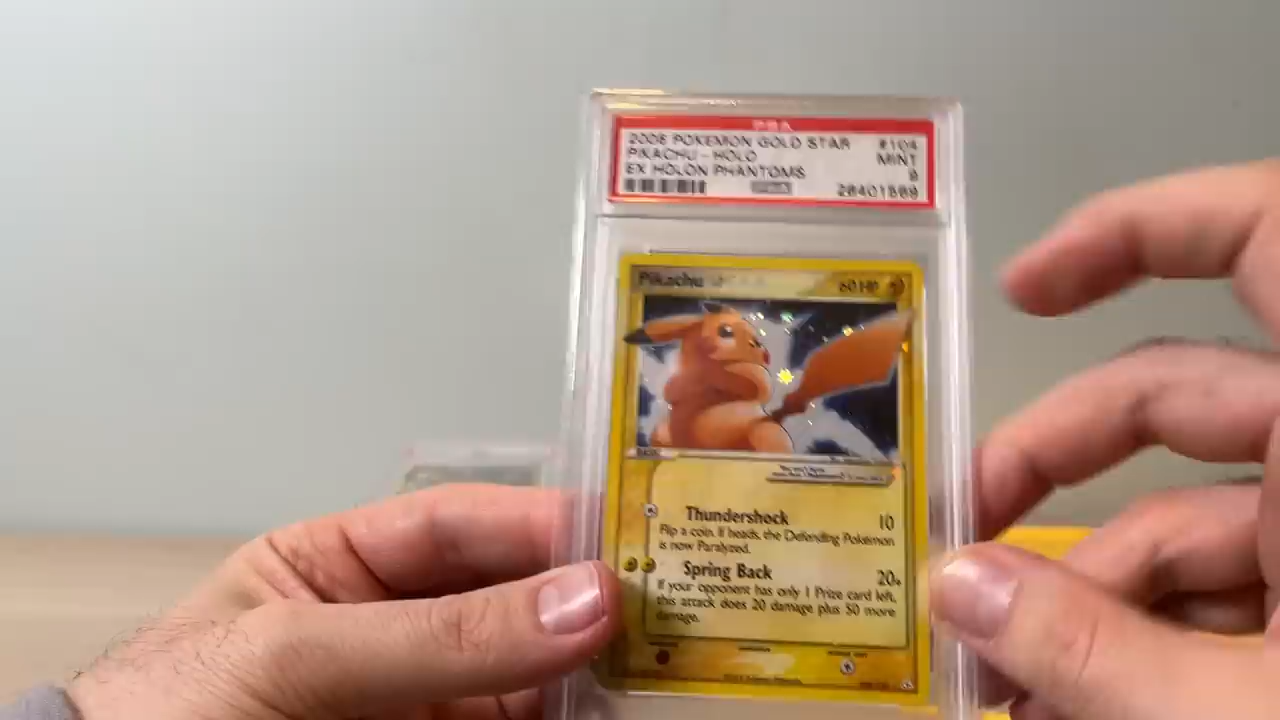 PSA
2006 POKEMON GOLD STAR #104
PIKACHU - HOLO MINT
EX HOLON PHANTOMS 9
PSA 28401569
Pikachu 60 HP
Thundershock 10
Flip a coin. If heads, the Defending Pokémon
is now Paralyzed.
Spring Back 20+
If your opponent has only 1 Prize card left,
this attack does 20 damage plus 50 more
damage.